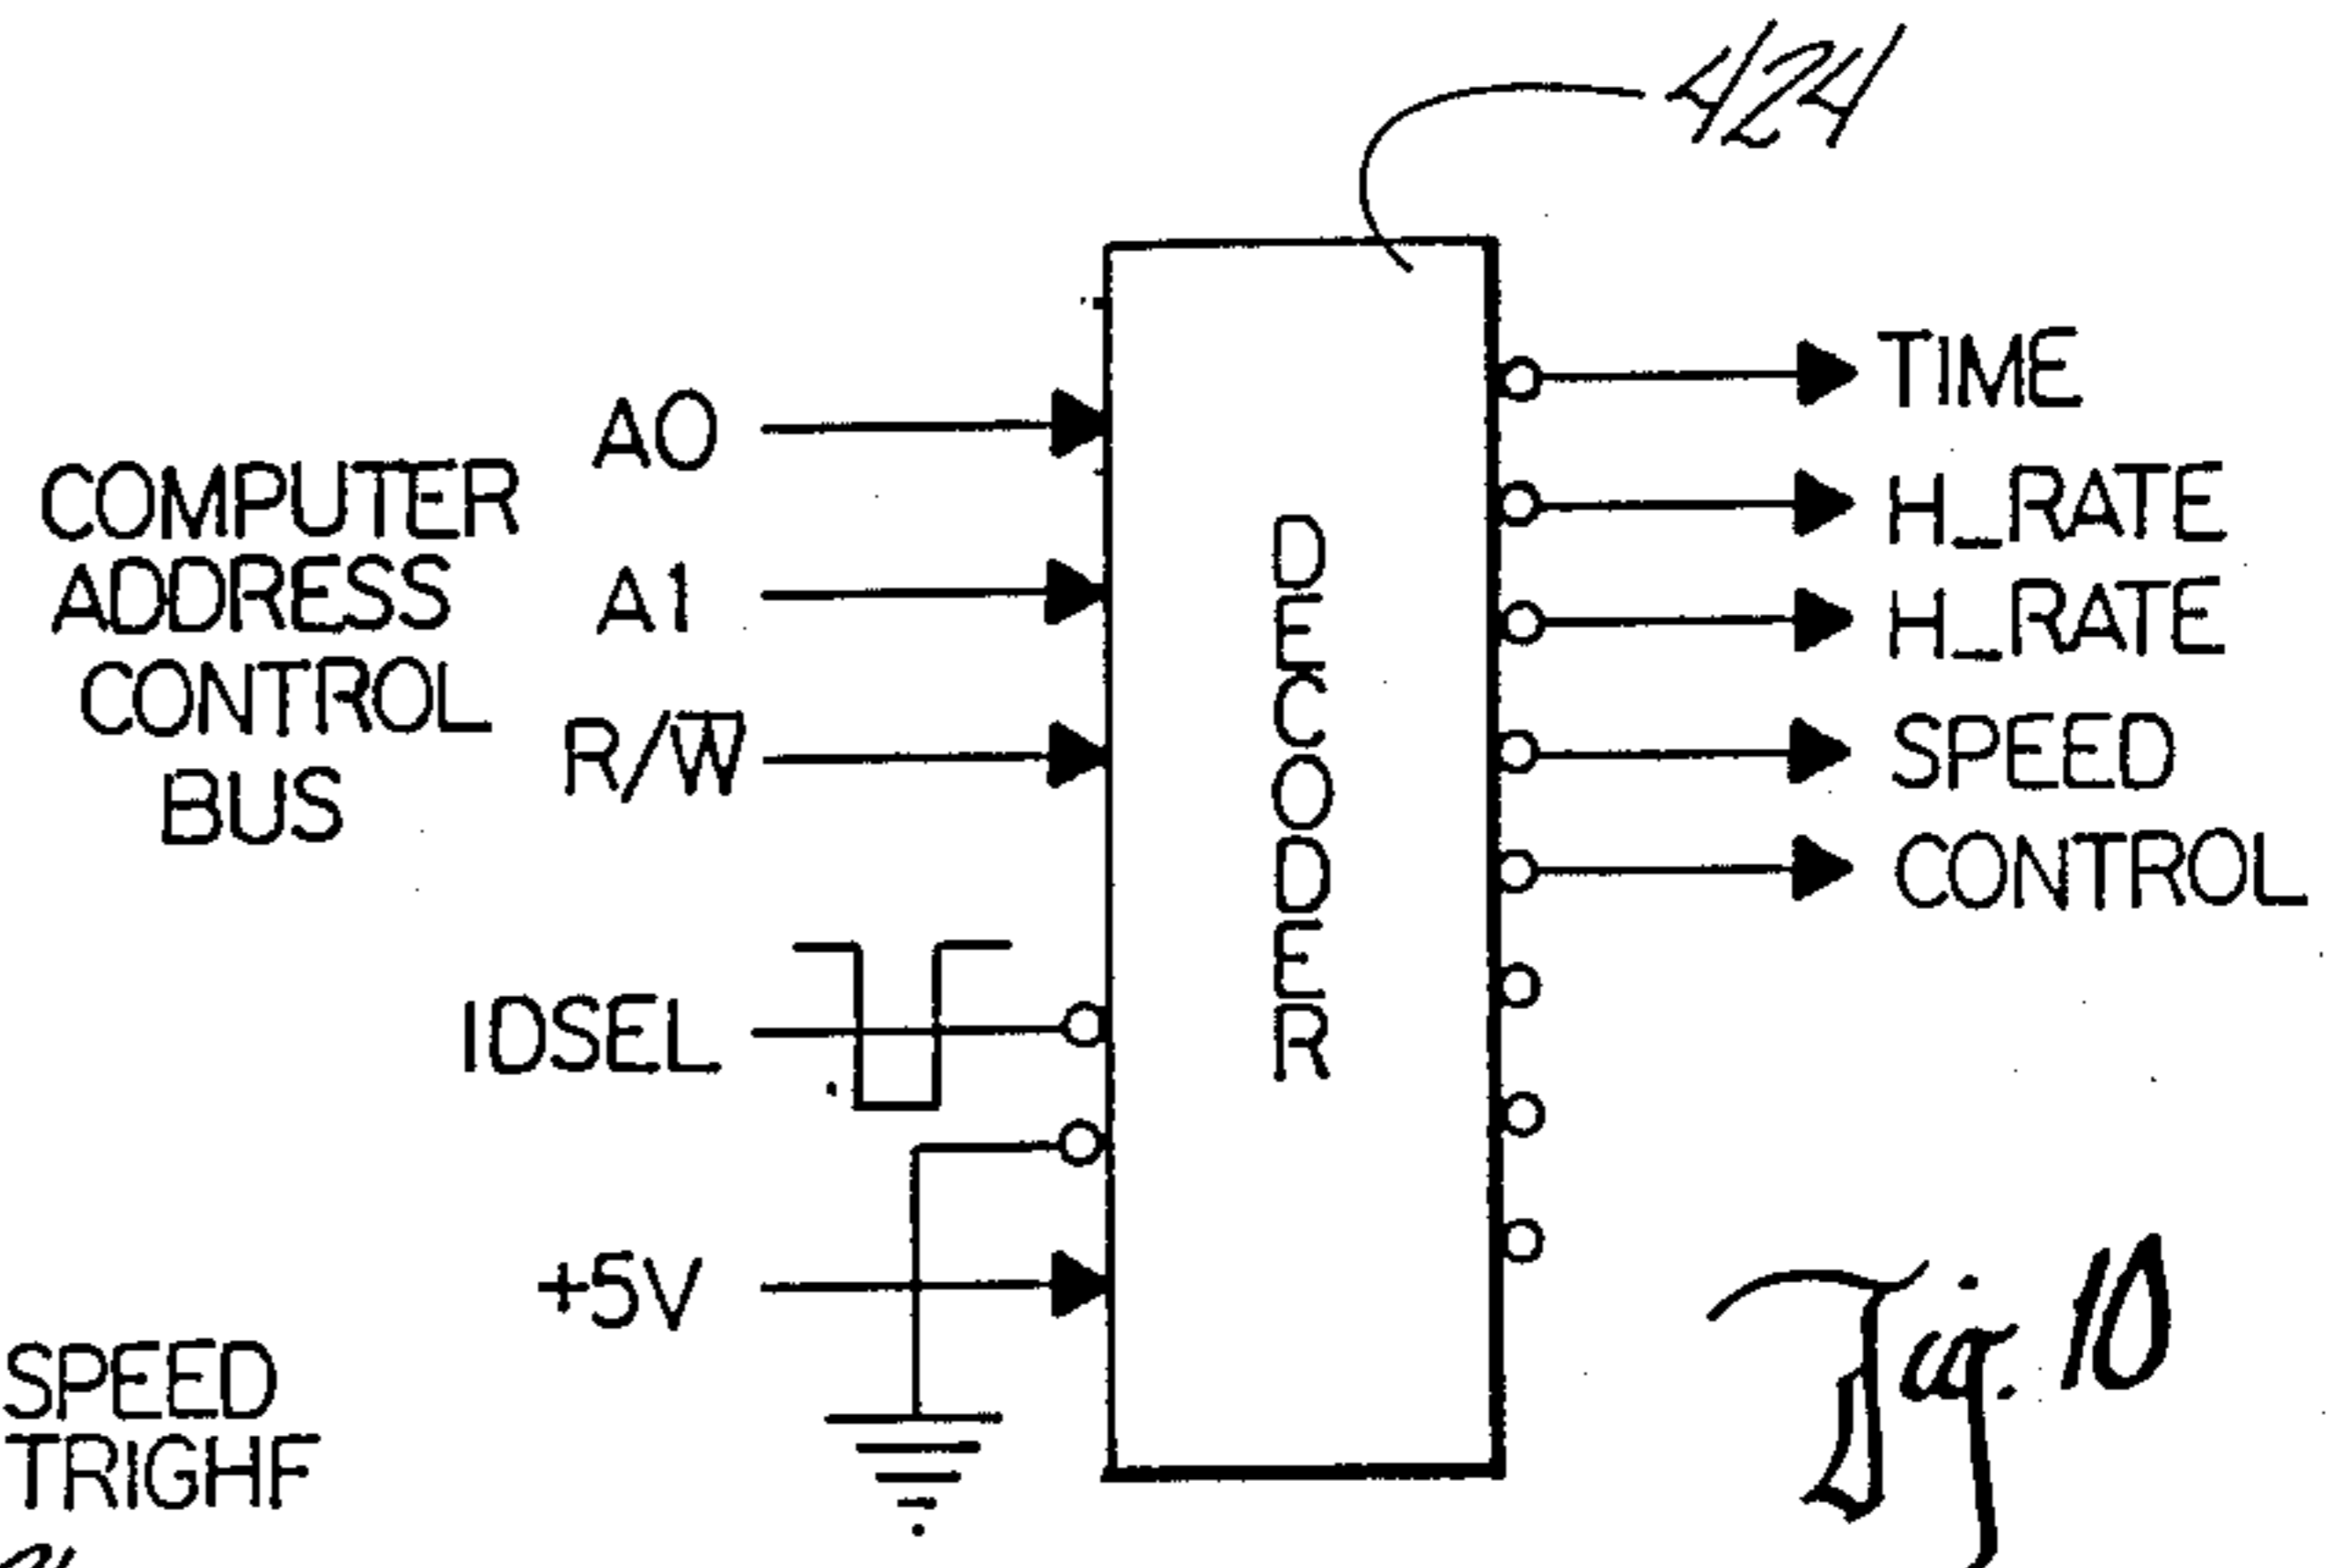 424
COMPUTER
ADDRESS
CONTROL
BUS
A0
A1
R/W̅
IOSEL
+5V
DECODER
TIME
H_RATE
H_RATE
SPEED
CONTROL
SPEED
TRIGHF
Fig. 10